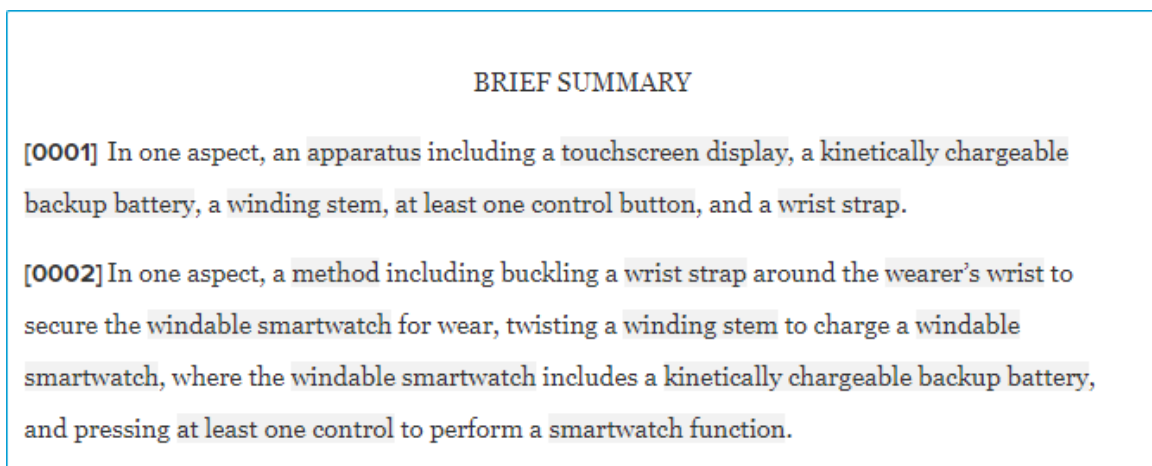 BRIEF SUMMARY
[0001] In one aspect, an apparatus including a touchscreen display, a kinetically chargeable
backup battery, a winding stem, at least one control button, and a wrist strap.
[0002] In one aspect, a method including buckling a wrist strap around the wearer’s wrist to
secure the windable smartwatch for wear, twisting a winding stem to charge a windable
smartwatch, where the windable smartwatch includes a kinetically chargeable backup battery,
and pressing at least one control to perform a smartwatch function.